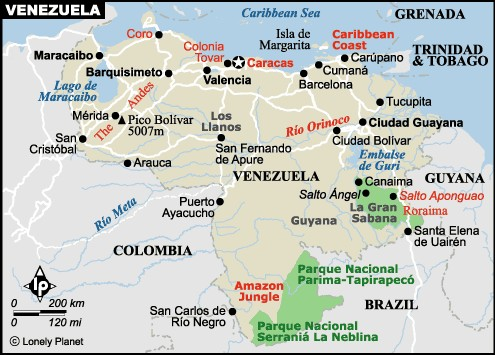 VENEZUELA
Caribbean Sea
GRENADA
Coro
Colonia
Tovar
Caracas
Isla de
Margarita
Caribbean
Coast
TRINIDAD
& TOBAGO
Maracaibo
Barquisimeto
Valencia
Carúpano
Cumaná
Barcelona
Lago de
Maracaibo
Tucupita
Mérida
The Andes
Pico Bolívar
5007m
Los
Llanos
Río Orinoco
Ciudad Guayana
Ciudad Bolívar
San
Cristóbal
Arauca
San Fernando
de Apure
Embalse
de Guri
VENEZUELA
GUYANA
Canaima
Salto Ángel
Salto Aponguao
La Gran
Sabana
Roraima
Río Meta
Puerto
Ayacucho
Guyana
Santa Elena
de Uairén
COLOMBIA
Parque Nacional
Parima-Tapirapecó
Amazon
Jungle
BRAZIL
lp
0 200 km
0 120 mi
San Carlos de
Río Negro
Parque Nacional
Serraniá La Neblina
© Lonely Planet